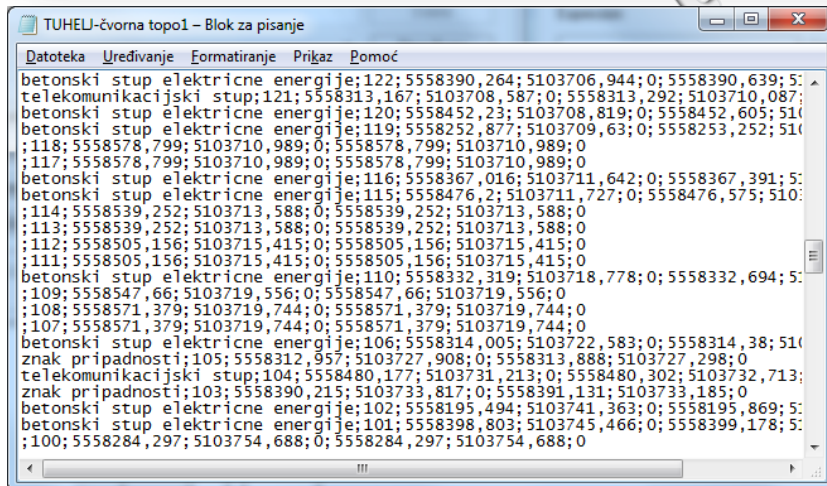 TUHELJ-čvorna topo1 – Blok za pisanje
Datoteka Uređivanje Formatiranje Prikaz Pomoć
betonski stup elektricne energije;122;5558390,264;5103706,944;0;5558390,639;5
telekomunikacijski stup;121;5558313,167;5103708,587;0;5558313,292;5103710,087;
betonski stup elektricne energije;120;5558452,23;5103708,819;0;5558452,605;510
betonski stup elektricne energije;119;5558252,877;5103709,63;0;5558253,252;510
;118;5558578,799;5103710,989;0;5558578,799;5103710,989;0
;117;5558578,799;5103710,989;0;5558578,799;5103710,989;0
betonski stup elektricne energije;116;5558367,016;5103711,642;0;5558367,391;5
betonski stup elektricne energije;115;5558476,2;5103711,727;0;5558476,575;5103
;114;5558539,252;5103713,588;0;5558539,252;5103713,588;0
;113;5558539,252;5103713,588;0;5558539,252;5103713,588;0
;112;5558505,156;5103715,415;0;5558505,156;5103715,415;0
;111;5558505,156;5103715,415;0;5558505,156;5103715,415;0
betonski stup elektricne energije;110;5558332,319;5103718,778;0;5558332,694;5
;109;5558547,66;5103719,556;0;5558547,66;5103719,556;0
;108;5558571,379;5103719,744;0;5558571,379;5103719,744;0
;107;5558571,379;5103719,744;0;5558571,379;5103719,744;0
betonski stup elektricne energije;106;5558314,005;5103722,583;0;5558314,38;510
znak pripadnosti;105;5558312,957;5103727,908;0;5558313,888;5103727,298;0
telekomunikacijski stup;104;5558480,177;5103731,213;0;5558480,302;5103732,713;
znak pripadnosti;103;5558390,215;5103733,817;0;5558391,131;5103733,185;0
betonski stup elektricne energije;102;5558195,494;5103741,363;0;5558195,869;5
betonski stup elektricne energije;101;5558398,803;5103745,466;0;5558399,178;5
;100;5558284,297;5103754,688;0;5558284,297;5103754,688;0